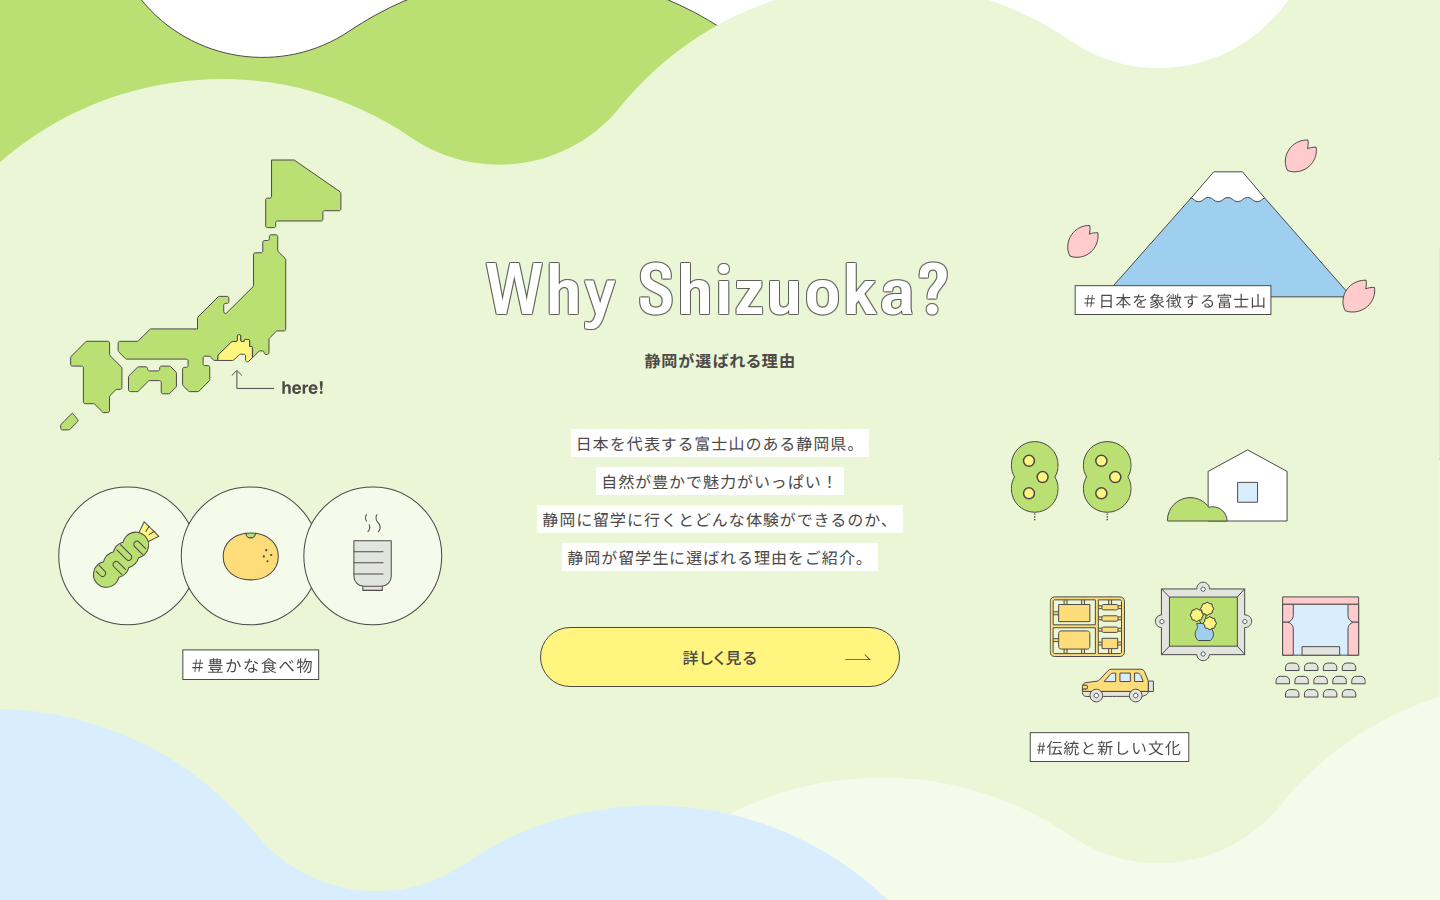 Why Shizuoka?
静岡が選ばれる理由
日本を代表する富士山のある静岡県。
自然が豊かで魅力がいっぱい！
静岡に留学に行くとどんな体験ができるのか、
静岡が留学生に選ばれる理由をご紹介。
詳しく見る
here!
＃豊かな食べ物
＃日本を象徴する富士山
#伝統と新しい文化